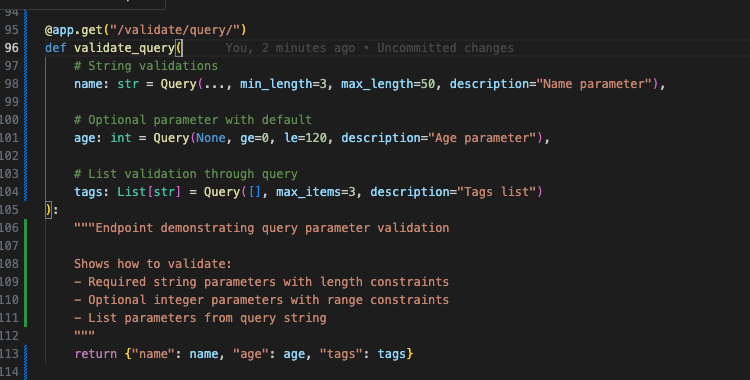 94
95 @app.get("/validate/query/")
96 def validate_query( You, 2 minutes ago • Uncommitted changes
97 # String validations
98 name: str = Query(..., min_length=3, max_length=50, description="Name parameter"),
99
100 # Optional parameter with default
101 age: int = Query(None, ge=0, le=120, description="Age parameter"),
102
103 # List validation through query
104 tags: List[str] = Query([], max_items=3, description="Tags list")
105 ):
106 """Endpoint demonstrating query parameter validation
107
108 Shows how to validate:
109 - Required string parameters with length constraints
110 - Optional integer parameters with range constraints
111 - List parameters from query string
112 """
113 return {"name": name, "age": age, "tags": tags}
114